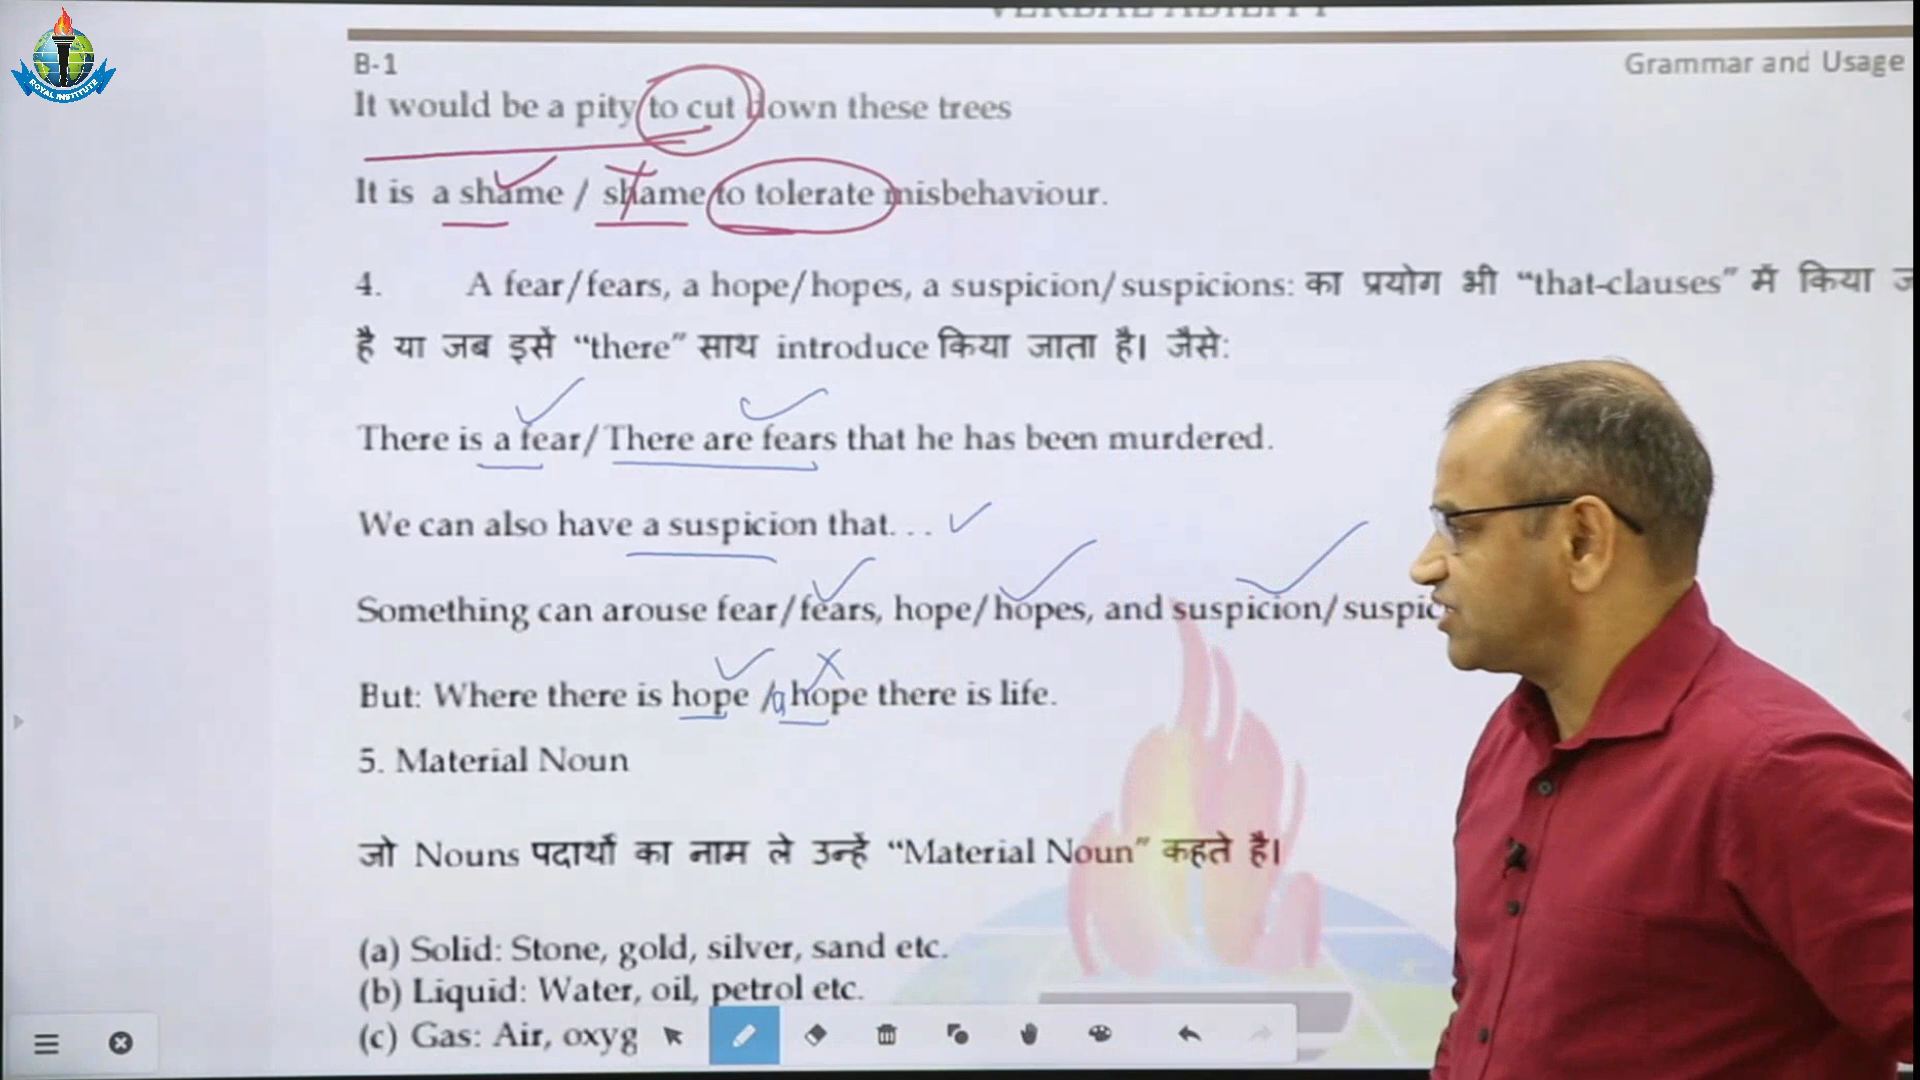 ROYAL INSTITUTE
VERBAL ABILITY
B-1
Grammar and Usage
It would be a pity to cut down these trees
It is a shame / shame to tolerate misbehaviour.
4. A fear/fears, a hope/hopes, a suspicion/suspicions: का प्रयोग भी “that-clauses” में किया
है या जब इसे “there” साथ introduce किया जाता है। जैसे:
There is a fear/There are fears that he has been murdered.
We can also have a suspicion that. . .
Something can arouse fear/fears, hope/hopes, and suspicion/suspic
But: Where there is hope /a hope there is life.
5. Material Noun
जो Nouns पदार्थों का नाम ले उन्हें “Material Noun” कहते है।
(a) Solid: Stone, gold, silver, sand etc.
(b) Liquid: Water, oil, petrol etc.
(c) Gas: Air, oxyg